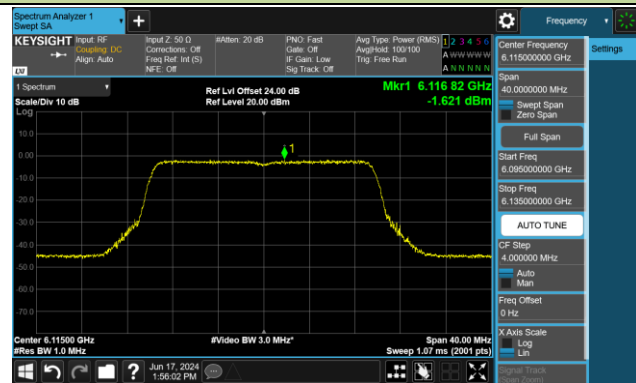 Spectrum Analyzer 1
Swept SA
Frequency
KEYSIGHT
Input: RF
Coupling: DC
Align: Auto
Input Z: 50 Ω
Corrections: Off
Freq Ref: Int (S)
NFE: Off
#Atten: 20 dB
PNO: Fast
Gate: Off
IF Gain: Low
Sig Track: Off
Avg Type: Power (RMS)
Avg|Hold: 100/100
Trig: Free Run
1 2 3 4 5 6
A W W W W W
A N N N N N
LXI
1 Spectrum
Scale/Div 10 dB
Log
Ref Lvl Offset 24.00 dB
Ref Level 20.00 dBm
Mkr1 6.116 82 GHz
-1.621 dBm
1
10.0
0.00
-10.0
-20.0
-30.0
-40.0
-50.0
-60.0
-70.0
Center 6.11500 GHz
#Res BW 1.0 MHz
#Video BW 3.0 MHz*
Span 40.00 MHz
Sweep 1.07 ms (2001 pts)
Jun 17, 2024
1:56:02 PM
Center Frequency
6.115000000 GHz
Settings
Span
40.0000000 MHz
Swept Span
Zero Span
Full Span
Start Freq
6.095000000 GHz
Stop Freq
6.135000000 GHz
AUTO TUNE
CF Step
4.000000 MHz
Auto
Man
Freq Offset
0 Hz
X Axis Scale
Log
Lin
Signal Track
(Span Zoom)